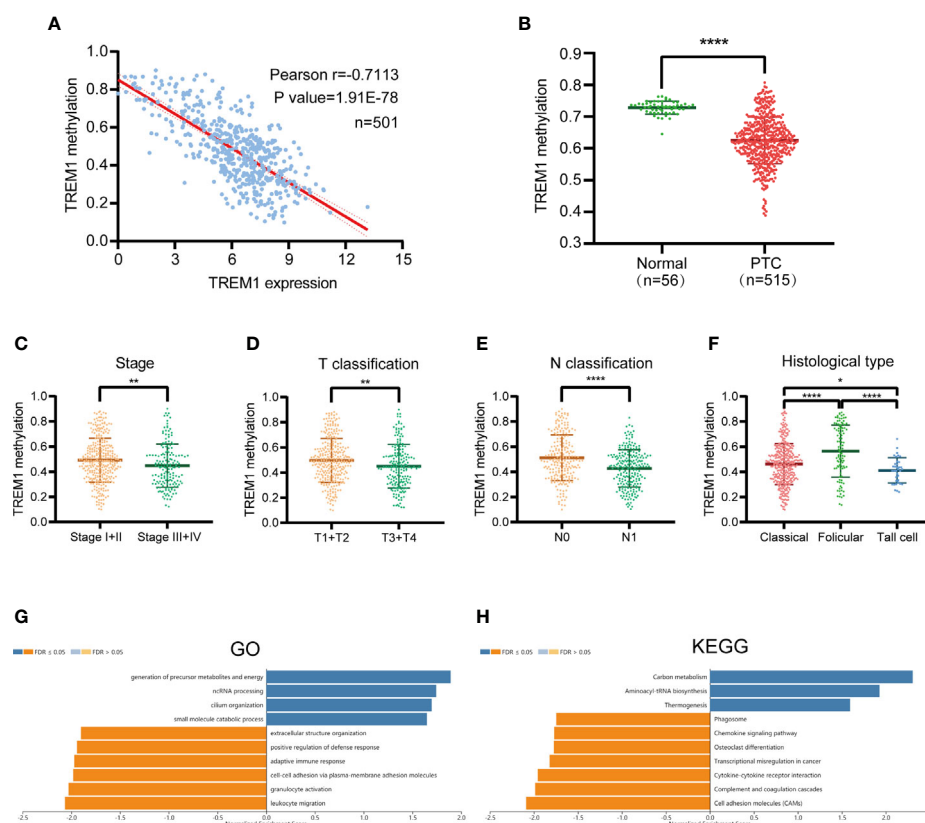 A
TREM1 methylation
1.0
0.8
0.6
0.4
0.2
0.0
Pearson r=-0.7113
P value=1.91E-78
n=501
0 3 6 9 12 15
TREM1 expression
B
TREM1 methylation
0.9
0.8
0.7
0.6
0.5
0.4
0.3
****
Normal PTC
(n=56) (n=515)
C
Stage
TREM1 methylation
1.0
0.8
0.6
0.4
0.2
0.0
**
Stage I+II Stage III+IV
D
T classification
TREM1 methylation
1.0
0.8
0.6
0.4
0.2
0.0
**
T1+T2 T3+T4
E
N classification
TREM1 methylation
1.0
0.8
0.6
0.4
0.2
0.0
****
N0 N1
F
Histological type
TREM1 methylation
1.0
0.8
0.6
0.4
0.2
0.0
*
**** ****
Classical Folicular Tall cell
G
GO
FDR ≤ 0.05 FDR > 0.05
generation of precursor metabolites and energy
ncRNA processing
cilium organization
small molecule catabolic process
extracellular structure organization
positive regulation of defense response
adaptive immune response
cell-cell adhesion via plasma-membrane adhesion molecules
granulocyte activation
leukocyte migration
-2.5 -2.0 -1.5 -1.0 -0.5 0.0 0.5 1.0 1.5 2.0
H
KEGG
FDR ≤ 0.05 FDR > 0.05
Carbon metabolism
Aminoacyl-tRNA biosynthesis
Thermogenesis
Phagosome
Chemokine signaling pathway
Osteoclast differentiation
Transcriptional misregulation in cancer
Cytokine-cytokine receptor interaction
Complement and coagulation cascades
Cell adhesion molecules (CAMs)
-2.5 -2.0 -1.5 -1.0 -0.5 0.0 0.5 1.0 1.5 2.0